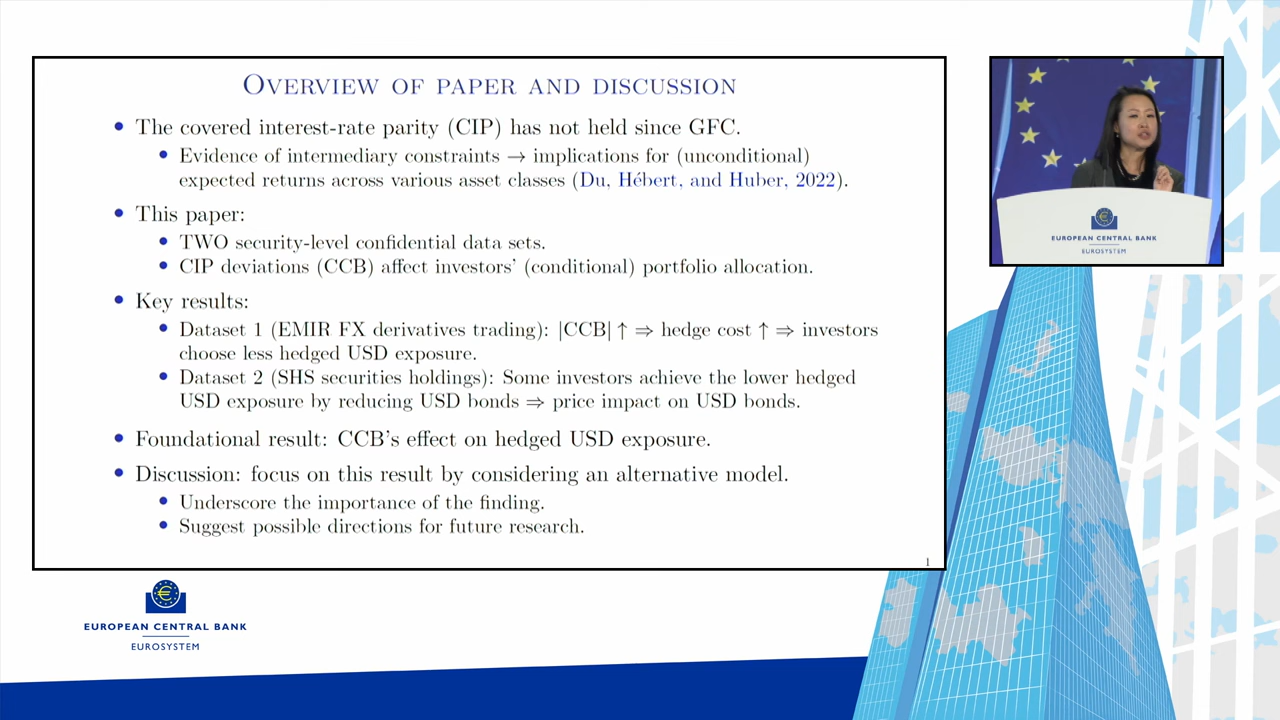 OVERVIEW OF PAPER AND DISCUSSION
• The covered interest-rate parity (CIP) has not held since GFC.
• Evidence of intermediary constraints → implications for (unconditional)
expected returns across various asset classes (Du, Hébert, and Huber, 2022).
• This paper:
• TWO security-level confidential data sets.
• CIP deviations (CCB) affect investors' (conditional) portfolio allocation.
• Key results:
• Dataset 1 (EMIR FX derivatives trading): |CCB| ↑ ⇒ hedge cost ↑ ⇒ investors
choose less hedged USD exposure.
• Dataset 2 (SHS securities holdings): Some investors achieve the lower hedged
USD exposure by reducing USD bonds ⇒ price impact on USD bonds.
• Foundational result: CCB's effect on hedged USD exposure.
• Discussion: focus on this result by considering an alternative model.
• Underscore the importance of the finding.
• Suggest possible directions for future research.
1
EUROPEAN CENTRAL BANK
EUROSYSTEM
EUROPEAN CENTRAL BANK
EUROSYSTEM